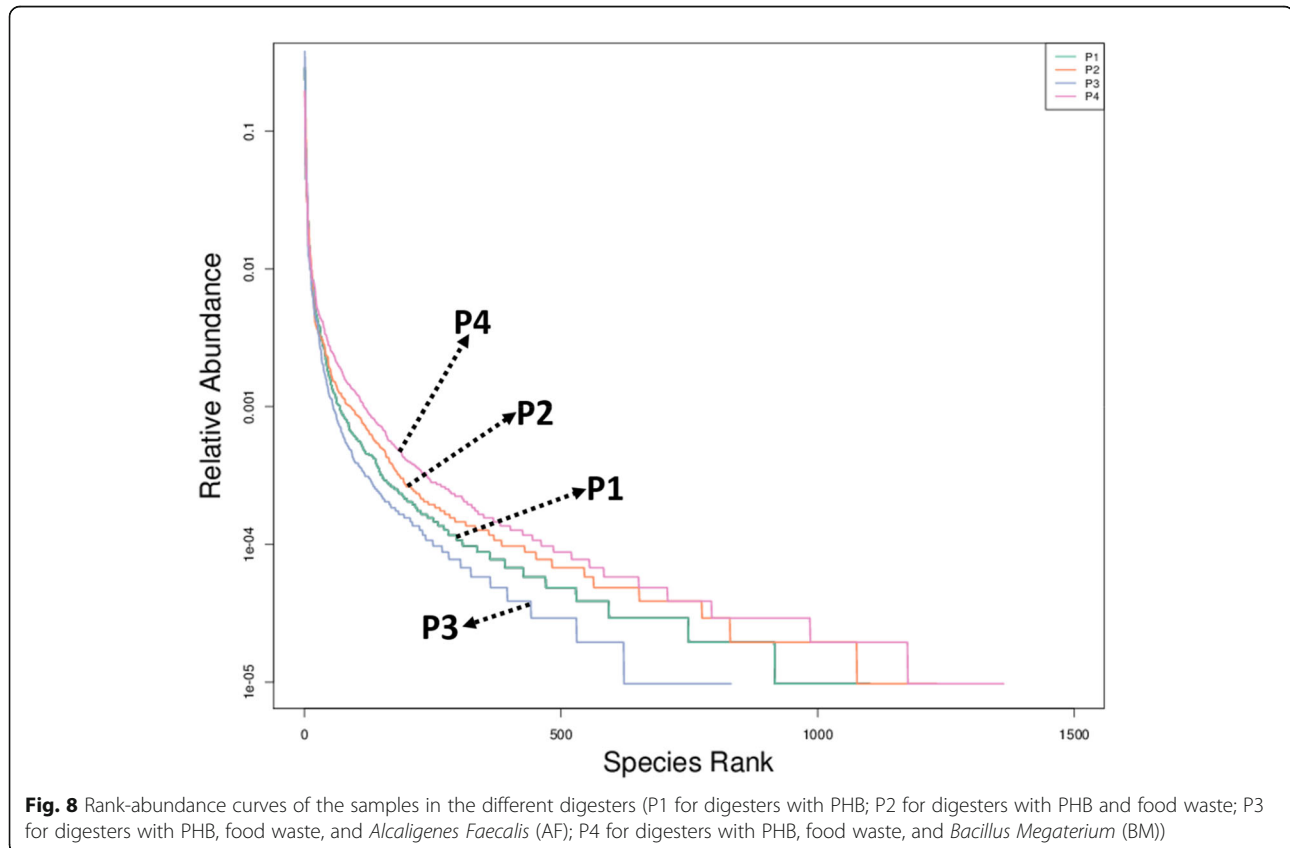 P1
P2
P3
P4
0.1
0.01
0.001
1e-04
1e-05
Relative Abundance
P4
P2
P1
P3
0 500 1000 1500
Species Rank
Fig. 8 Rank-abundance curves of the samples in the different digesters (P1 for digesters with PHB; P2 for digesters with PHB and food waste; P3
for digesters with PHB, food waste, and Alcaligenes Faecalis (AF); P4 for digesters with PHB, food waste, and Bacillus Megaterium (BM))